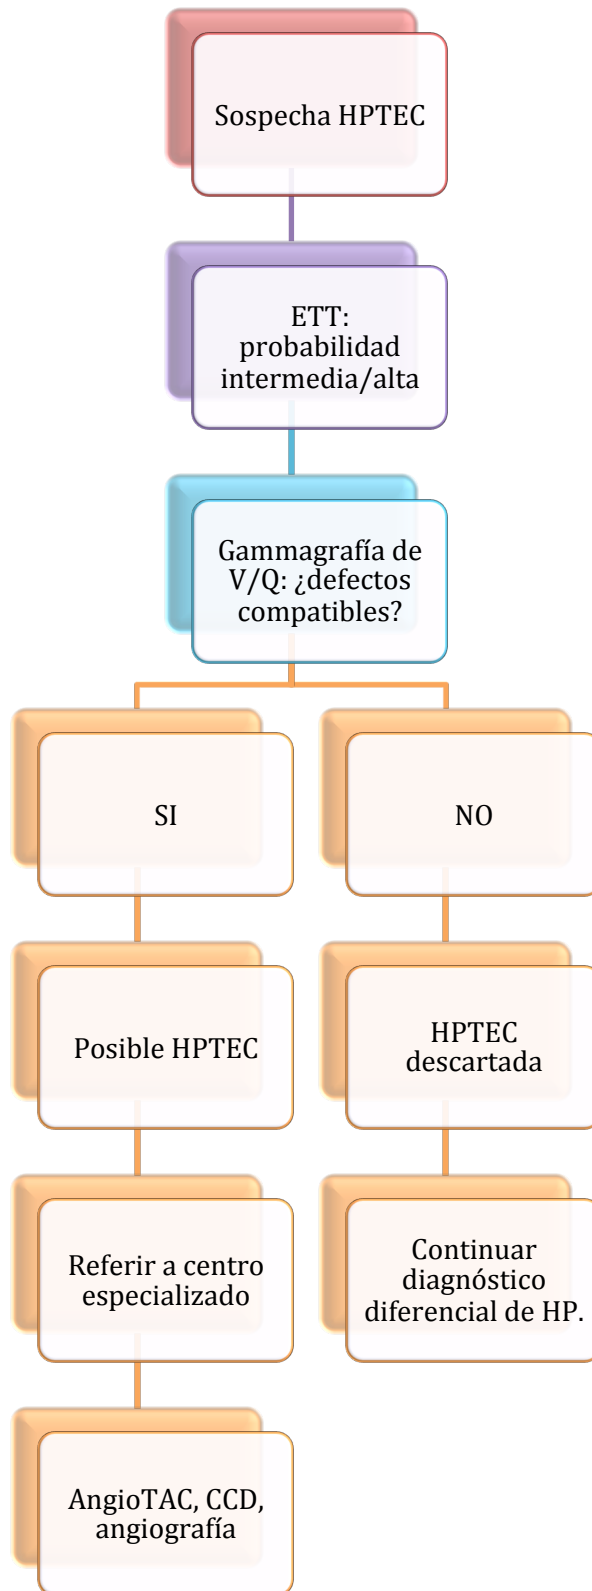 Sospecha HPTEC
ETT:
probabilidad
intermedia/alta
Gammagrafía de
V/Q: ¿defectos
compatibles?
SI
NO
Posible HPTEC
HPTEC
descartada
Referir a centro
especializado
Continuar
diagnóstico
diferencial de HP.
AngioTAC, CCD,
angiografía